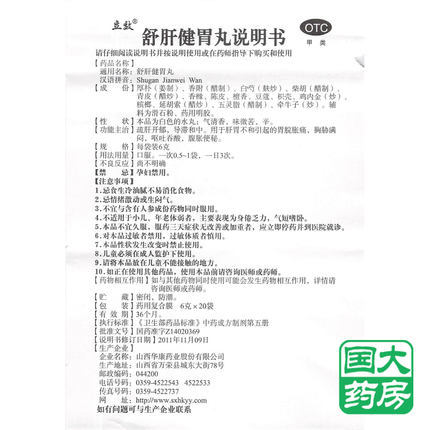 立效
舒肝健胃丸说明书
OTC
甲类
请仔细阅读说明书并按说明使用或在药师指导下购买和使用
【药品名称】
通用名称：舒肝健胃丸
汉语拼音：Shugan Jianwei Wan
【成　　份】厚朴（姜制）、香附（醋制）、白芍（麸炒）、柴胡（醋制）、
青皮（醋炒）、香橼、陈皮、檀香、豆蔻、枳壳、鸡内金（炒）、
槟榔、延胡索（醋炒）、五灵脂（醋制）、牵牛子（炒）。辅
料为滑石粉、药用明胶。
【性　　状】本品为白色的水丸；气清香，味微苦、辛。
【功能主治】疏肝开郁，导滞和中。用于肝胃不和引起的胃脘胀痛，胸胁满
闷，呕吐吞酸，腹胀便秘。
【规　　格】每袋装6克
【用法用量】口服。一次0.5~1袋，一日3次。
【不良反应】尚不明确
【禁　　忌】孕妇禁用。
【注意事项】
1.忌食生冷油腻不易消化食物。
2.忌情绪激动或生闷气。
3.不宜与含有人参成份药物同时服用。
4.不适用于小儿、年老体弱者，主要表现为身倦乏力，气短嗜卧。
5.本品不宜久服，服药三天症状无改善或加重者，应立即停药并到医院就诊。
6.对本品过敏者禁用，过敏体质者慎用。
7.本品性状发生改变时禁止使用。
8.儿童必须在成人监护下使用。
9.请将本品放在儿童不能接触的地方。
10.如正在使用其他药品，使用本品前请咨询医师或药师。
【药物相互作用】如与其他药物同时使用可能会发生药物相互作用，详情请
咨询医师或药师。
【贮　　藏】密闭，防潮。
【包　　装】药用复合膜　6克×20袋
【有 效 期】36个月。
【执行标准】《卫生部药品标准》中药成方制剂第五册
【批准文号】国药准字Z14020369
【说明书修订日期】2011年11月09日
【生产企业】
企业名称：山西华康药业股份有限公司
生产地址：山西省万荣县城东大街78号
邮政编码：044200
电话号码：0359-4522543　4522533
传真号码：0359-4522737
网　　址：www.sxhkyy.com
如有问题可与生产企业联系
国大
药房